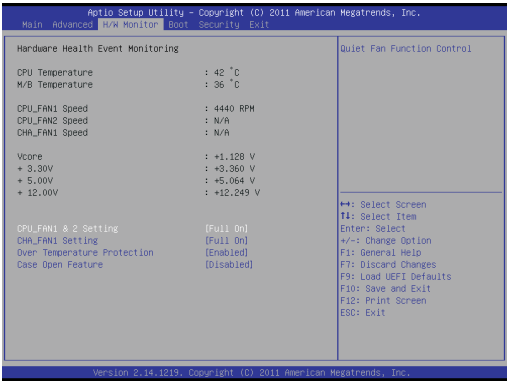 Aptio Setup Utility – Copyright (C) 2011 American Megatrends, Inc.
Main Advanced H/W Monitor Boot Security Exit
Hardware Health Event Monitoring
CPU Temperature : 42 °C
M/B Temperature : 36 °C
CPU_FAN1 Speed : 4440 RPM
CPU_FAN2 Speed : N/A
CHA_FAN1 Speed : N/A
Vcore : +1.128 V
+ 3.30V : +3.360 V
+ 5.00V : +5.064 V
+ 12.00V : +12.249 V
CPU_FAN1 & 2 Setting [Full On]
CHA_FAN1 Setting [Full On]
Over Temperature Protection [Enabled]
Case Open Feature [Disabled]
Quiet Fan Function Control
↔: Select Screen
↑↓: Select Item
Enter: Select
+/-: Change Option
F1: General Help
F7: Discard Changes
F9: Load UEFI Defaults
F10: Save and Exit
F12: Print Screen
ESC: Exit
Version 2.14.1219. Copyright (C) 2011 American Megatrends, Inc.